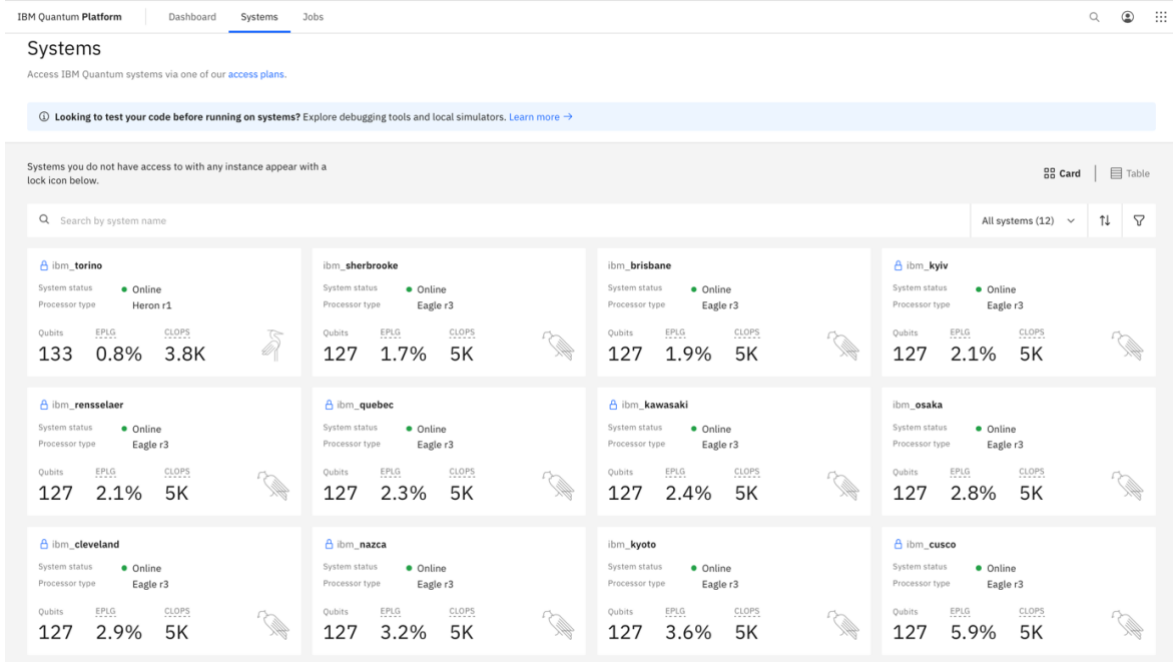 IBM Quantum Platform Dashboard Systems Jobs
Systems
Access IBM Quantum systems via one of our access plans.
Looking to test your code before running on systems? Explore debugging tools and local simulators. Learn more →
Systems you do not have access to with any instance appear with a
lock icon below.
Card Table
Search by system name
All systems (12)
ibm_torino
System status Online
Processor type Heron r1
Qubits EPLG CLOPS
133 0.8% 3.8K
ibm_sherbrooke
System status Online
Processor type Eagle r3
Qubits EPLG CLOPS
127 1.7% 5K
ibm_brisbane
System status Online
Processor type Eagle r3
Qubits EPLG CLOPS
127 1.9% 5K
ibm_kyiv
System status Online
Processor type Eagle r3
Qubits EPLG CLOPS
127 2.1% 5K
ibm_rensselaer
System status Online
Processor type Eagle r3
Qubits EPLG CLOPS
127 2.1% 5K
ibm_quebec
System status Online
Processor type Eagle r3
Qubits EPLG CLOPS
127 2.3% 5K
ibm_kawasaki
System status Online
Processor type Eagle r3
Qubits EPLG CLOPS
127 2.4% 5K
ibm_osaka
System status Online
Processor type Eagle r3
Qubits EPLG CLOPS
127 2.8% 5K
ibm_cleveland
System status Online
Processor type Eagle r3
Qubits EPLG CLOPS
127 2.9% 5K
ibm_nazca
System status Online
Processor type Eagle r3
Qubits EPLG CLOPS
127 3.2% 5K
ibm_kyoto
System status Online
Processor type Eagle r3
Qubits EPLG CLOPS
127 3.6% 5K
ibm_cusco
System status Online
Processor type Eagle r3
Qubits EPLG CLOPS
127 5.9% 5K